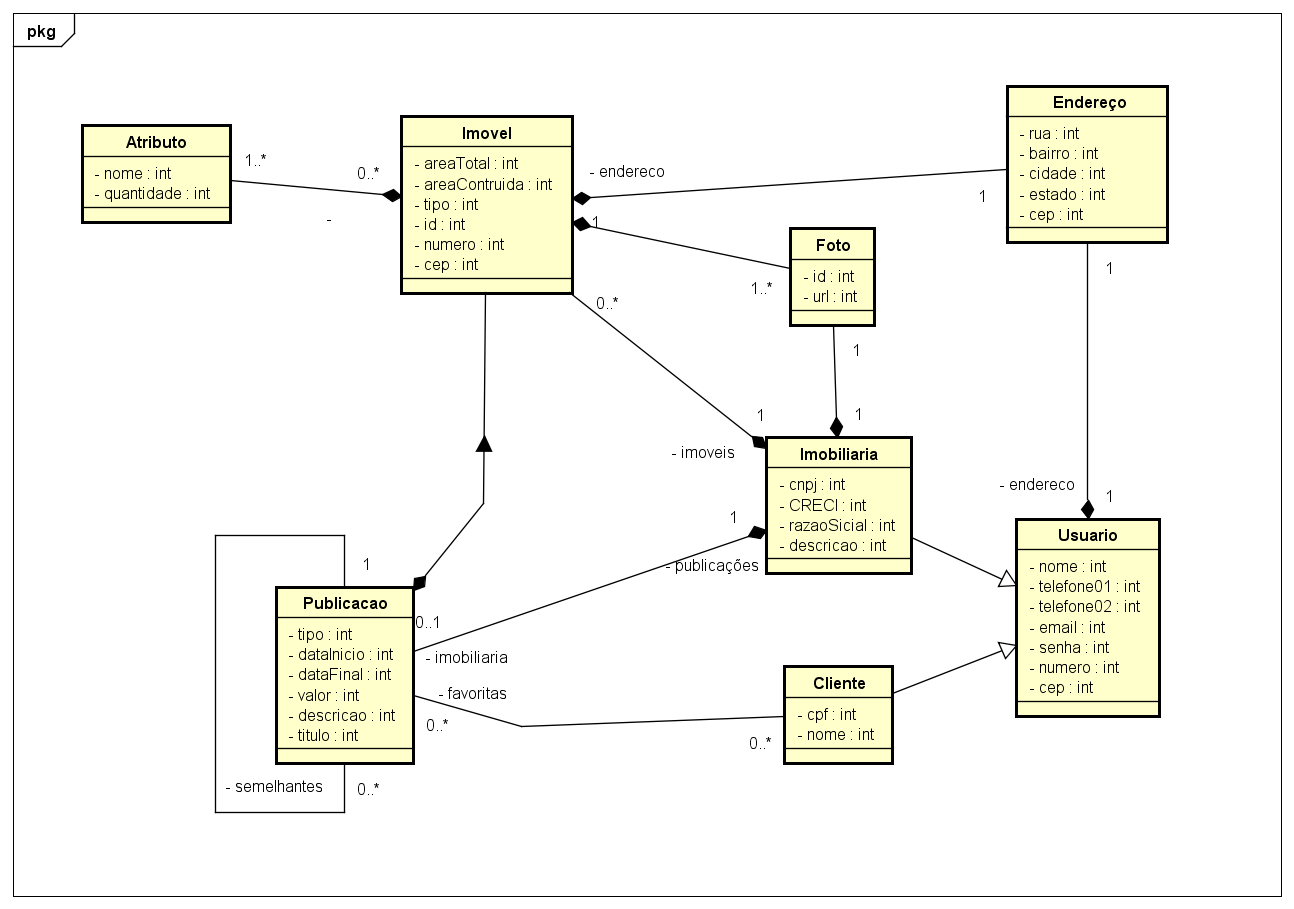 pkg
Atributo
- nome : int
- quantidade : int
1..*
0..*
-
Imovel
- areaTotal : int
- areaContruida : int
- tipo : int
- id : int
- numero : int
- cep : int
- endereco
1
1
Endereço
- rua : int
- bairro : int
- cidade : int
- estado : int
- cep : int
1
Foto
- id : int
- url : int
1..*
1
1
0..*
1
- imoveis
Imobiliaria
- cnpj : int
- CRECI : int
- razaoSicial : int
- descricao : int
1
- publicações
- endereco
1
Usuario
- nome : int
- telefone01 : int
- telefone02 : int
- email : int
- senha : int
- numero : int
- cep : int
1
Publicacao
- tipo : int
- dataInicio : int
- dataFinal : int
- valor : int
- descricao : int
- titulo : int
0..1
- imobiliaria
- favoritas
0..*
0..*
Cliente
- cpf : int
- nome : int
- semelhantes
0..*